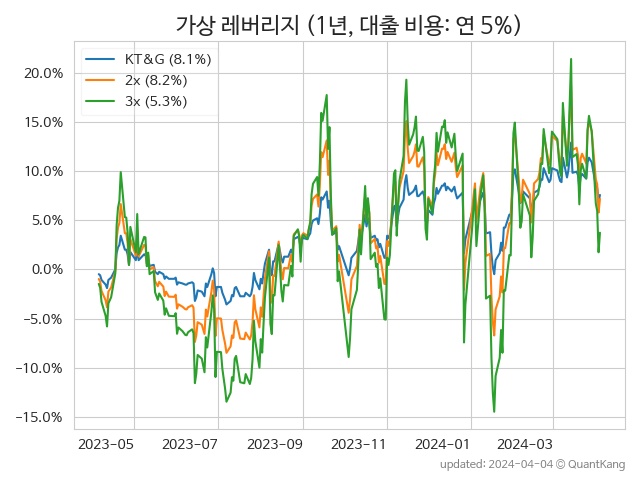 가상 레버리지 (1년, 대출 비용: 연 5%)
KT&G (8.1%)
2x (8.2%)
3x (5.3%)
20.0%
15.0%
10.0%
5.0%
0.0%
−5.0%
−10.0%
−15.0%
2023-05 2023-07 2023-09 2023-11 2024-01 2024-03
updated: 2024-04-04 © QuantKang